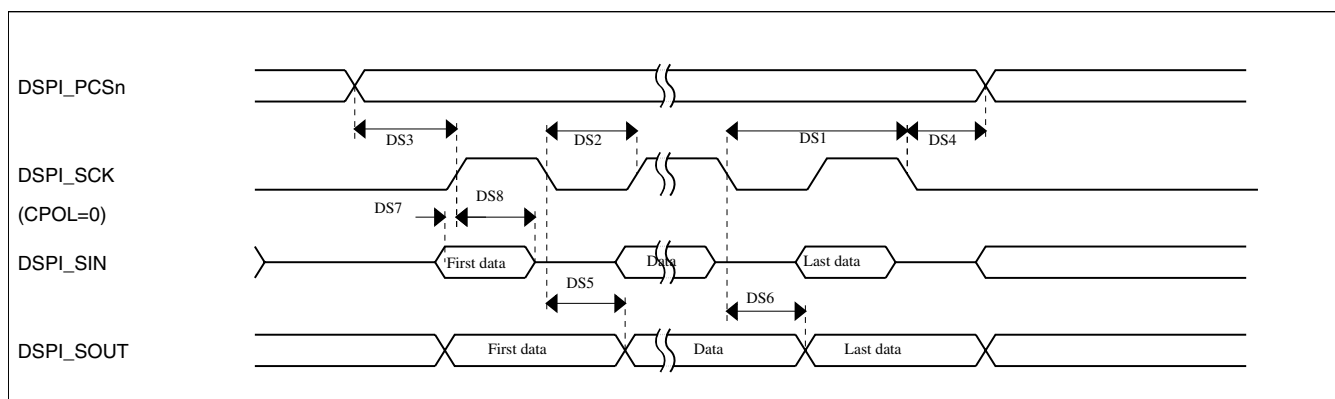 DSPI_PCSn
DS3
DS2
DS1
DS4
DSPI_SCK
(CPOL=0)
DS7
DS8
DSPI_SIN
First data
Data
Last data
DS5
DS6
DSPI_SOUT
First data
Data
Last data